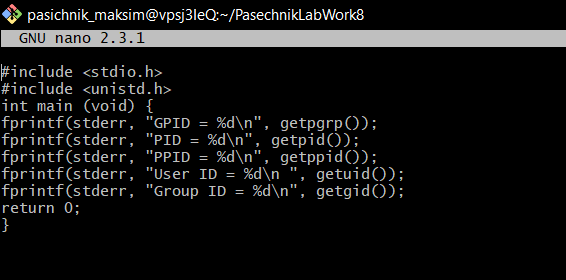 pasichnik_maksim@vpsj3IeQ:~/PasechnikLabWork8
GNU nano 2.3.1
#include <stdio.h>
#include <unistd.h>
int main (void) {
fprintf(stderr, "GPID = %d\n", getpgrp());
fprintf(stderr, "PID = %d\n", getpid());
fprintf(stderr, "PPID = %d\n", getppid());
fprintf(stderr, "User ID = %d\n ", getuid());
fprintf(stderr, "Group ID = %d\n", getgid());
return 0;
}